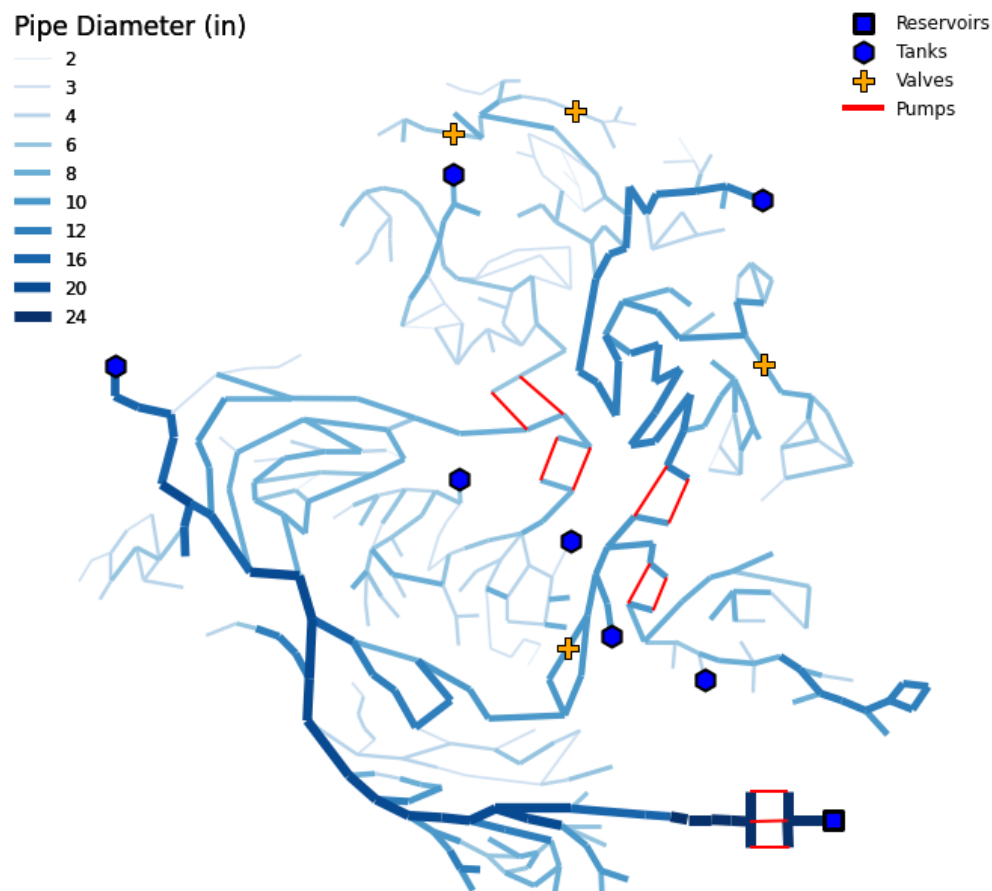 Pipe Diameter (in)
2
3
4
6
8
10
12
16
20
24
Reservoirs
Tanks
Valves
Pumps